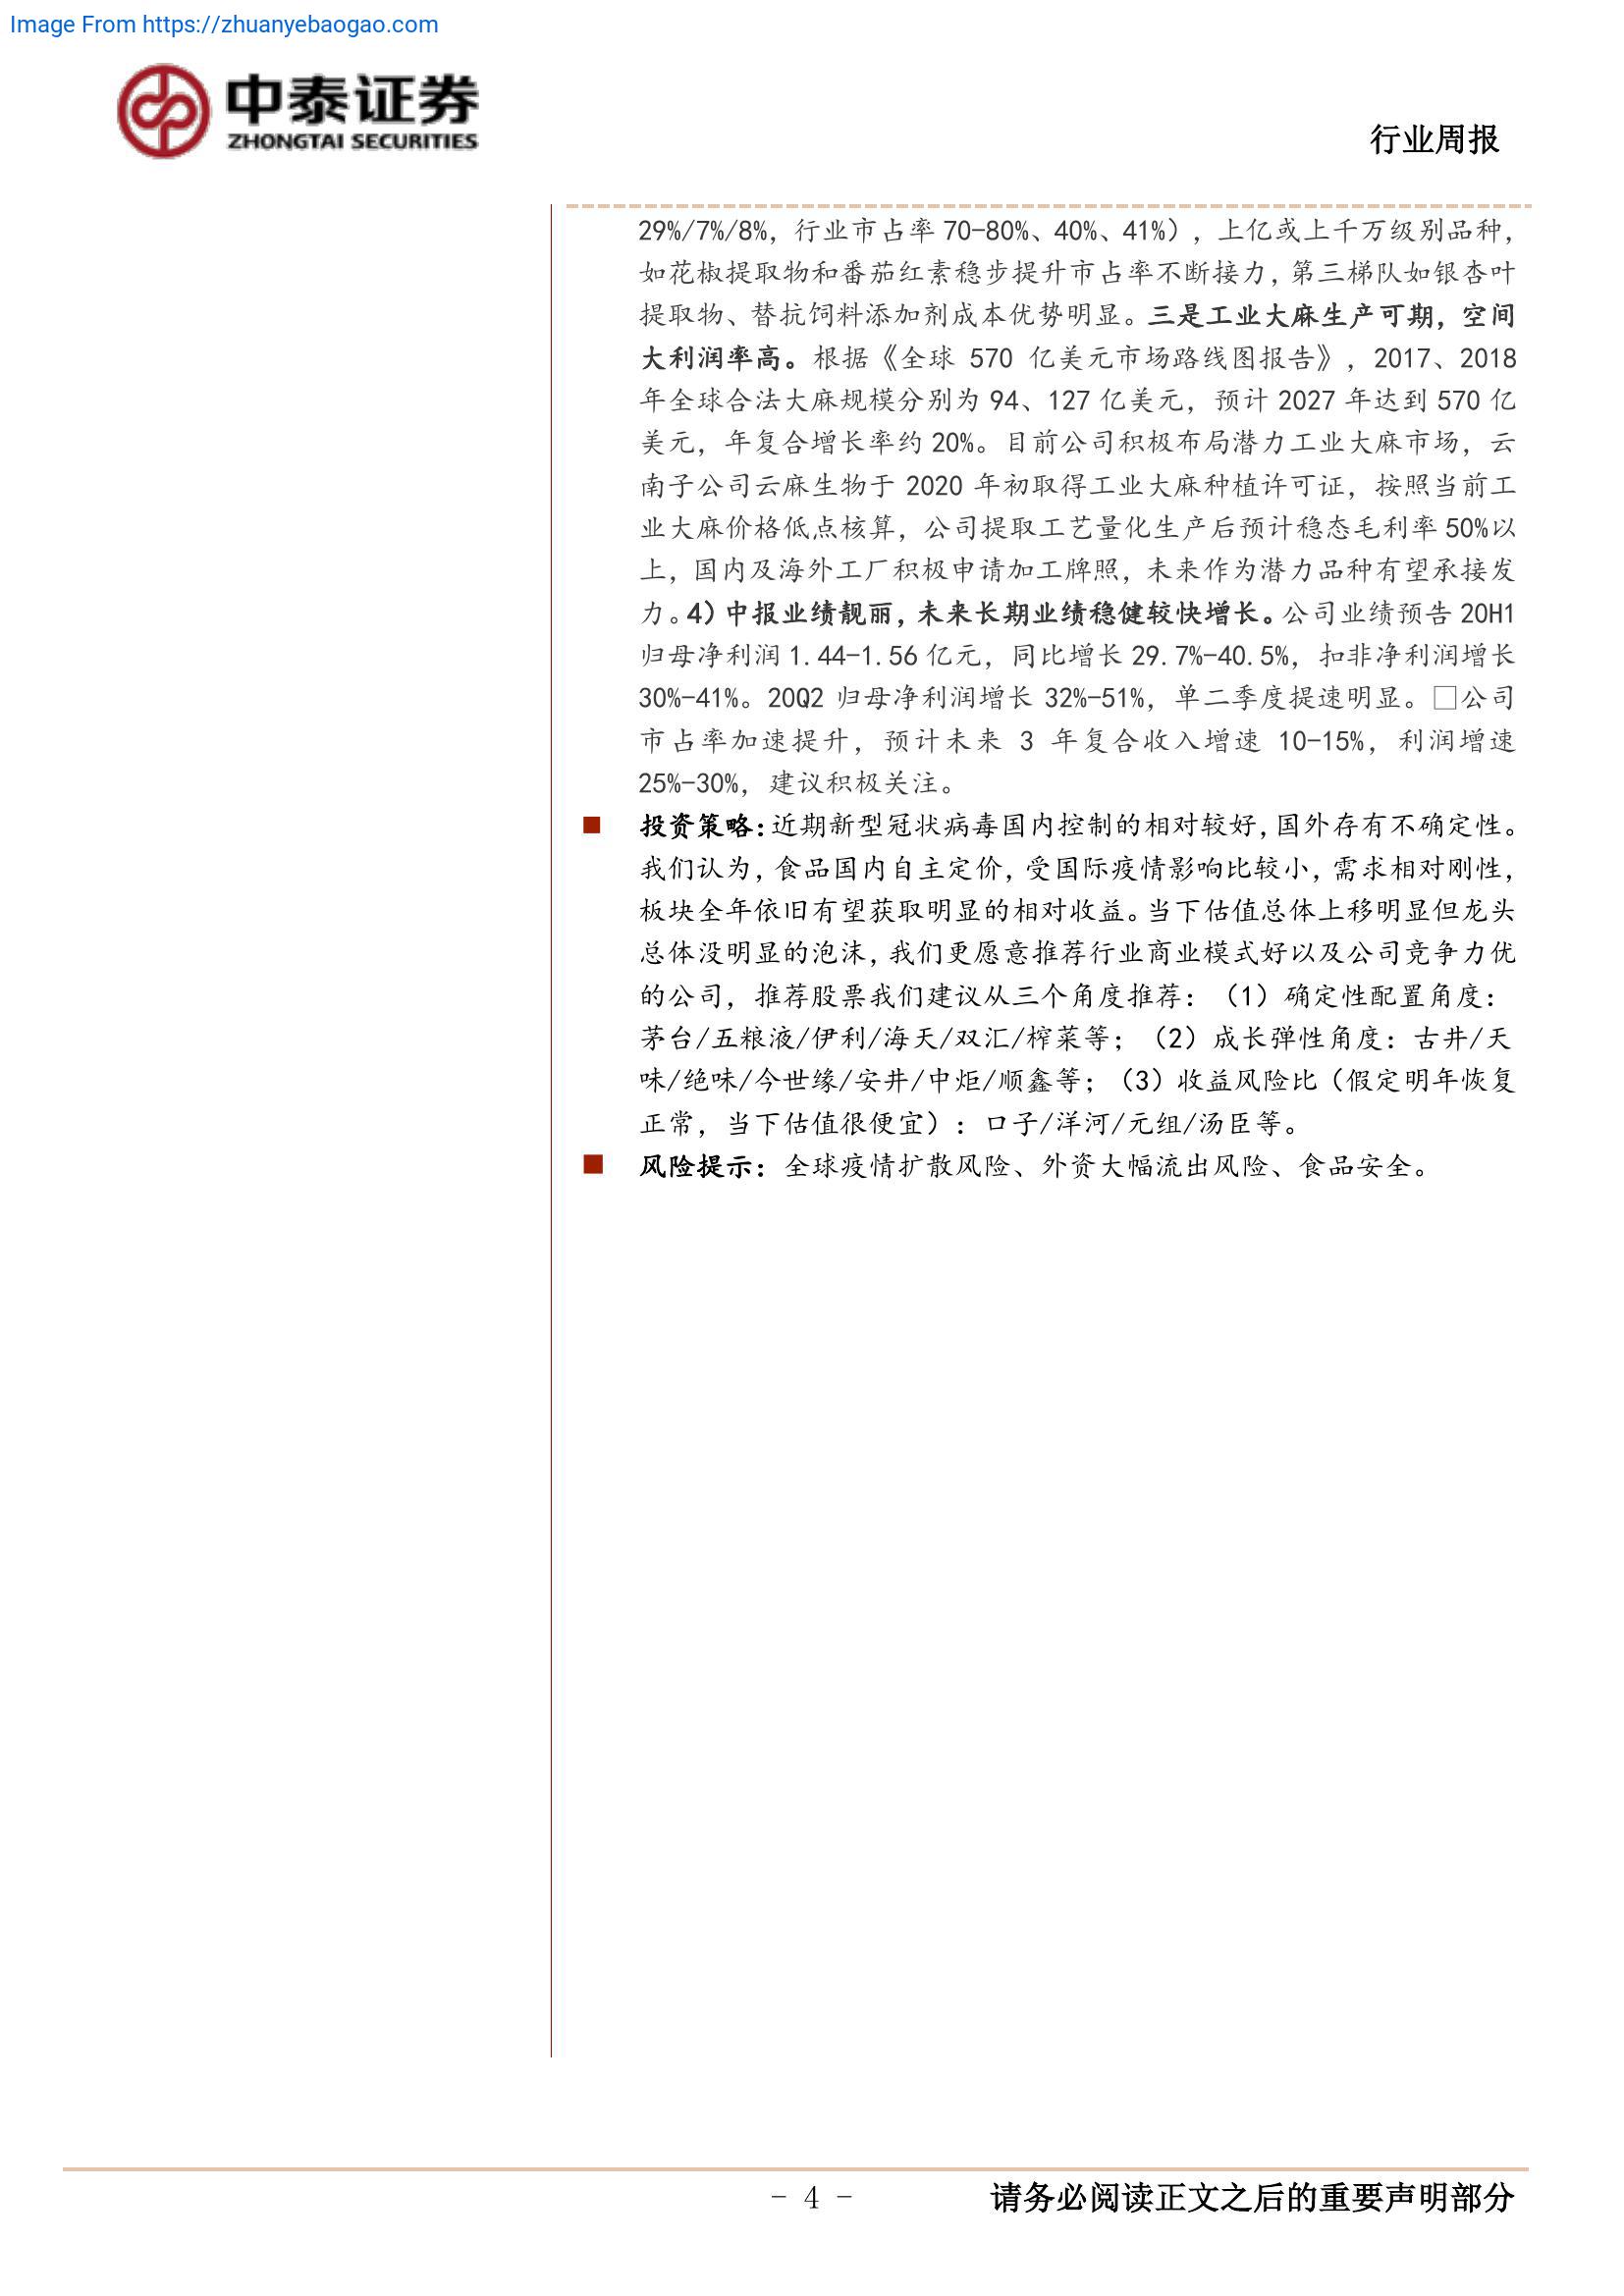 Image From https://zhuanyebaogao.com
中泰证券
ZHONGTAI SECURITIES
行业周报
29%/7%/8%，行业市占率 70-80%、40%、41%），上亿或上千万级别品种，
如花椒提取物和番茄红素稳步提升市占率不断接力，第三梯队如银杏叶
提取物、替抗饲料添加剂成本优势明显。三是工业大麻生产可期，空间
大利润率高。根据《全球 570 亿美元市场路线图报告》，2017、2018
年全球合法大麻规模分别为 94、127 亿美元，预计 2027 年达到 570 亿
美元，年复合增长率约 20%。目前公司积极布局潜力工业大麻市场，云
南子公司云麻生物于 2020 年初取得工业大麻种植许可证，按照当前工
业大麻价格低点核算，公司提取工艺量化生产后预计稳态毛利率 50%以
上，国内及海外工厂积极申请加工牌照，未来作为潜力品种有望承接发
力。4）中报业绩靓丽，未来长期业绩稳健较快增长。公司业绩预告 20H1
归母净利润 1.44-1.56 亿元，同比增长 29.7%-40.5%，扣非净利润增长
30%-41%。20Q2 归母净利润增长 32%-51%，单二季度提速明显。□公司
市占率加速提升，预计未来 3 年复合收入增速 10-15%，利润增速
25%-30%，建议积极关注。
■ 投资策略：近期新型冠状病毒国内控制的相对较好，国外存有不确定性。
我们认为，食品国内自主定价，受国际疫情影响比较小，需求相对刚性，
板块全年依旧有望获取明显的相对收益。当下估值总体上移明显但龙头
总体没明显的泡沫，我们更愿意推荐行业商业模式好以及公司竞争力优
的公司，推荐股票我们建议从三个角度推荐：（1）确定性配置角度：
茅台/五粮液/伊利/海天/双汇/榨菜等；（2）成长弹性角度：古井/天
味/绝味/今世缘/安井/中炬/顺鑫等；（3）收益风险比（假定明年恢复
正常，当下估值很便宜）：口子/洋河/元组/汤臣等。
■ 风险提示：全球疫情扩散风险、外资大幅流出风险、食品安全。
- 4 -
请务必阅读正文之后的重要声明部分